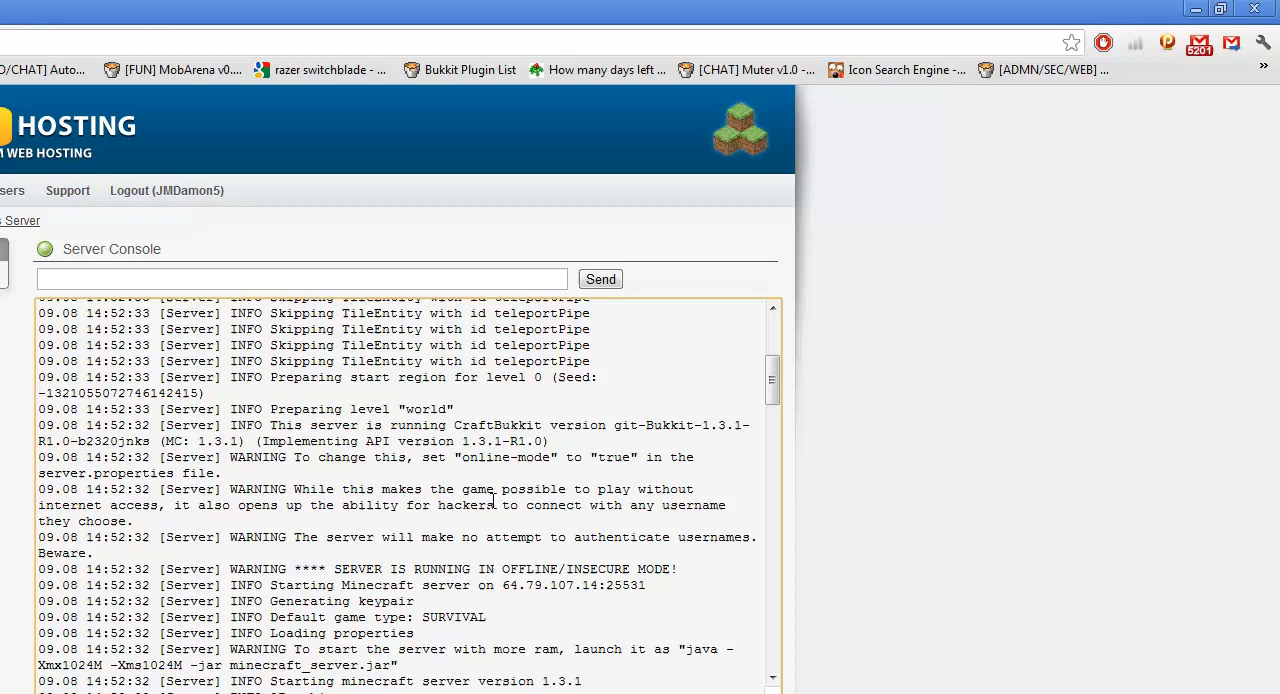 5201
O/CHAT] Auto... [FUN] MobArena v0.... razer switchblade - ... Bukkit Plugin List How many days left ... [CHAT] Muter v1.0 -... Icon Search Engine -... [ADMN/SEC/WEB] ... »
HOSTING
M WEB HOSTING
sers Support Logout (JMDamon5)
s Server
Server Console
Send
09.08 14:52:33 [Server] INFO Skipping TileEntity with id teleportPipe
09.08 14:52:33 [Server] INFO Skipping TileEntity with id teleportPipe
09.08 14:52:33 [Server] INFO Skipping TileEntity with id teleportPipe
09.08 14:52:33 [Server] INFO Skipping TileEntity with id teleportPipe
09.08 14:52:33 [Server] INFO Skipping TileEntity with id teleportPipe
09.08 14:52:33 [Server] INFO Preparing start region for level 0 (Seed:
-1321055072746142415)
09.08 14:52:33 [Server] INFO Preparing level "world"
09.08 14:52:32 [Server] INFO This server is running CraftBukkit version git-Bukkit-1.3.1-
R1.0-b2320jnks (MC: 1.3.1) (Implementing API version 1.3.1-R1.0)
09.08 14:52:32 [Server] WARNING To change this, set "online-mode" to "true" in the
server.properties file.
09.08 14:52:32 [Server] WARNING While this makes the game possible to play without
internet access, it also opens up the ability for hackers to connect with any username
they choose.
09.08 14:52:32 [Server] WARNING The server will make no attempt to authenticate usernames.
Beware.
09.08 14:52:32 [Server] WARNING **** SERVER IS RUNNING IN OFFLINE/INSECURE MODE!
09.08 14:52:32 [Server] INFO Starting Minecraft server on 64.79.107.14:25531
09.08 14:52:32 [Server] INFO Generating keypair
09.08 14:52:32 [Server] INFO Default game type: SURVIVAL
09.08 14:52:32 [Server] INFO Loading properties
09.08 14:52:32 [Server] WARNING To start the server with more ram, launch it as "java -
Xmx1024M -Xms1024M -jar minecraft_server.jar"
09.08 14:52:32 [Server] INFO Starting minecraft server version 1.3.1